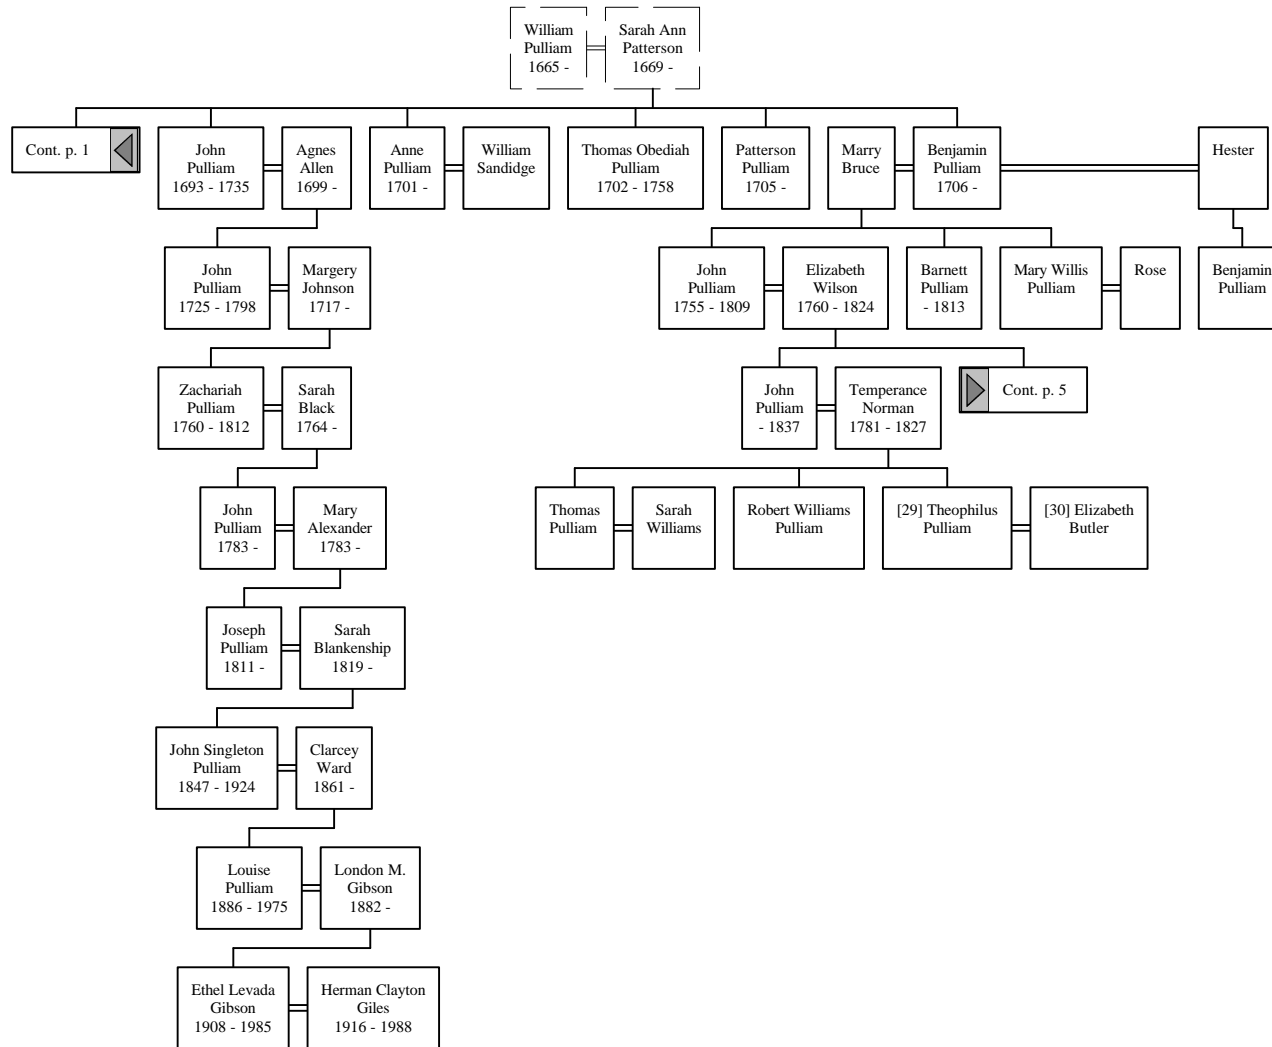 William
Pulliam
1665 -
Sarah Ann
Patterson
1669 -
Cont. p. 1
John
Pulliam
1693 - 1735
Agnes
Allen
1699 -
Anne
Pulliam
1701 -
William
Sandidge
Thomas Obediah
Pulliam
1702 - 1758
Patterson
Pulliam
1705 -
Marry
Bruce
Benjamin
Pulliam
1706 -
Hester
John
Pulliam
1725 - 1798
Margery
Johnson
1717 -
John
Pulliam
1755 - 1809
Elizabeth
Wilson
1760 - 1824
Barnett
Pulliam
- 1813
Mary Willis
Pulliam
Rose
Benjamin
Pulliam
Zachariah
Pulliam
1760 - 1812
Sarah
Black
1764 -
John
Pulliam
- 1837
Temperance
Norman
1781 - 1827
Cont. p. 5
John
Pulliam
1783 -
Mary
Alexander
1783 -
Thomas
Pulliam
Sarah
Williams
Robert Williams
Pulliam
[29] Theophilus
Pulliam
[30] Elizabeth
Butler
Joseph
Pulliam
1811 -
Sarah
Blankenship
1819 -
John Singleton
Pulliam
1847 - 1924
Clarcey
Ward
1861 -
Louise
Pulliam
1886 - 1975
London M.
Gibson
1882 -
Ethel Levada
Gibson
1908 - 1985
Herman Clayton
Giles
1916 - 1988